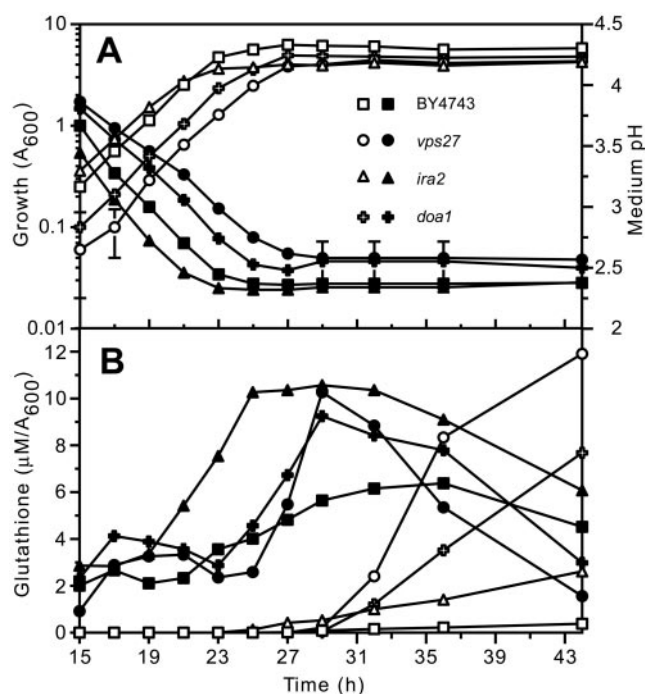 A
Growth (A600)
10
1
0.1
0.01
Medium pH
4.5
4
3.5
3
2.5
2
BY4743
vps27
ira2
doa1
B
Glutathione (μM/A600)
12
10
8
6
4
2
0
15 19 23 27 31 35 39 43
Time (h)